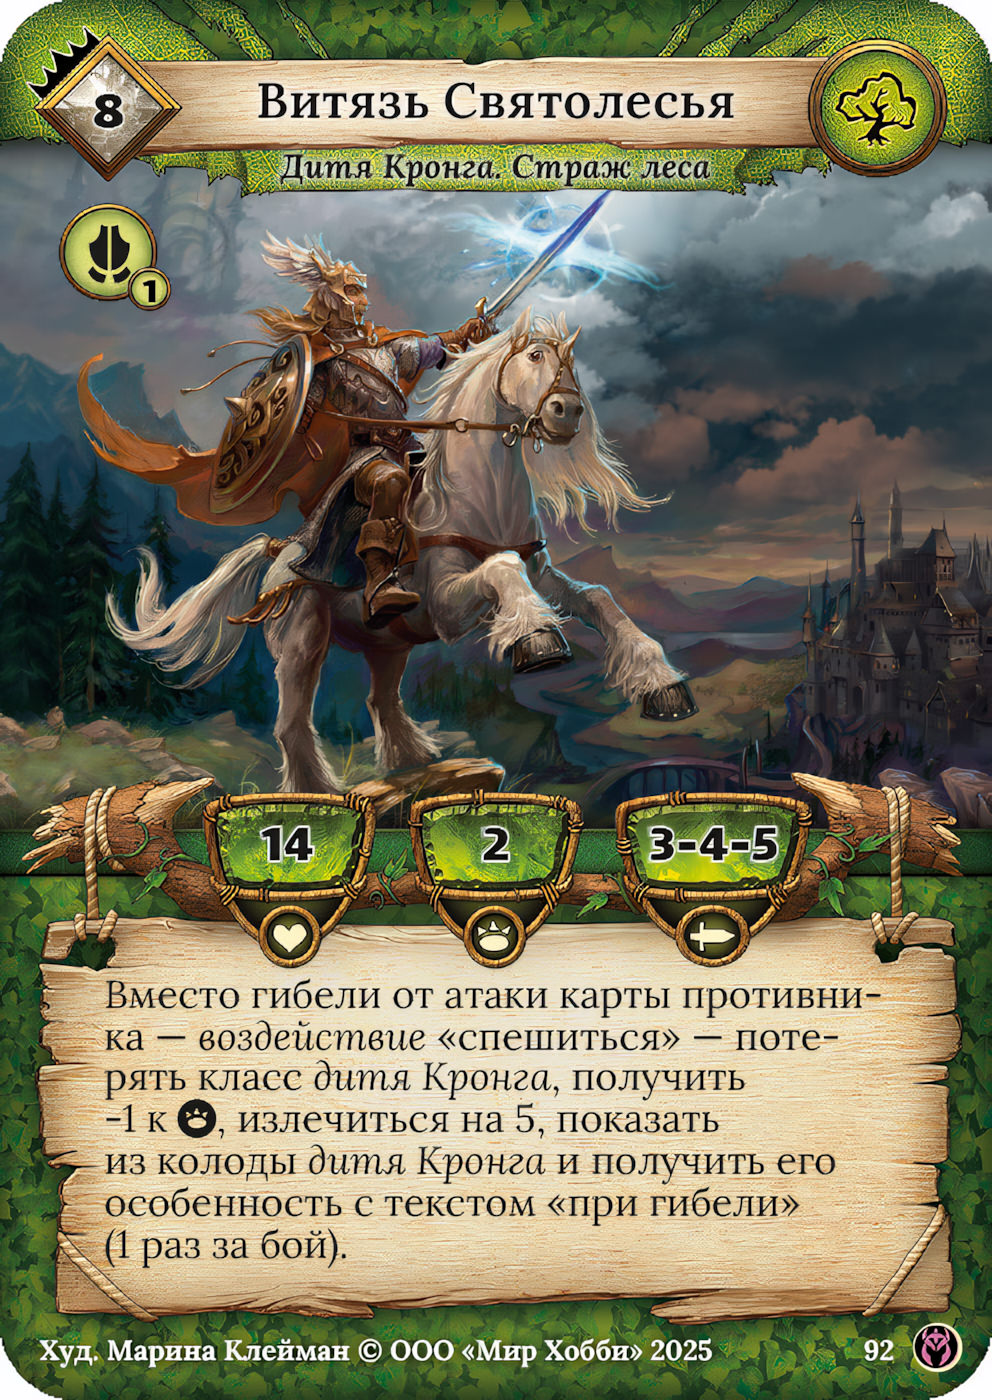 8
Витязь Святолесья
Дитя Кронга. Страж леса
1
14
2
3-4-5
Вместо гибели от атаки карты противни-
ка — воздействие «спешиться» — поте-
рять класс дитя Кронга, получить
-1 к , излечиться на 5, показать
из колоды дитя Кронга и получить его
особенность с текстом «при гибели»
(1 раз за бой).
Худ. Марина Клейман © ООО «Мир Хобби» 2025
92